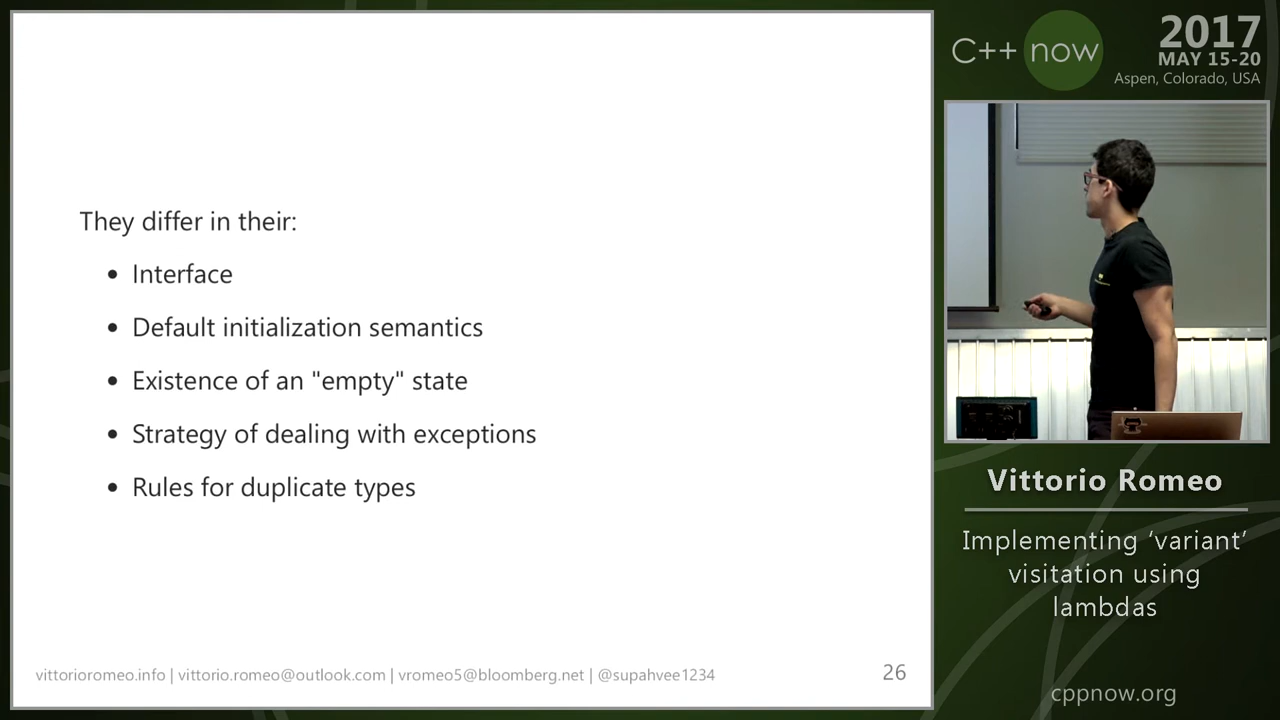 They differ in their:
• Interface
• Default initialization semantics
• Existence of an "empty" state
• Strategy of dealing with exceptions
• Rules for duplicate types
vittorioromeo.info | vittorio.romeo@outlook.com | vromeo5@bloomberg.net | @supahvee1234
26
C++ now
2017
MAY 15-20
Aspen, Colorado, USA
Vittorio Romeo
Implementing ‘variant’
visitation using
lambdas
cppnow.org